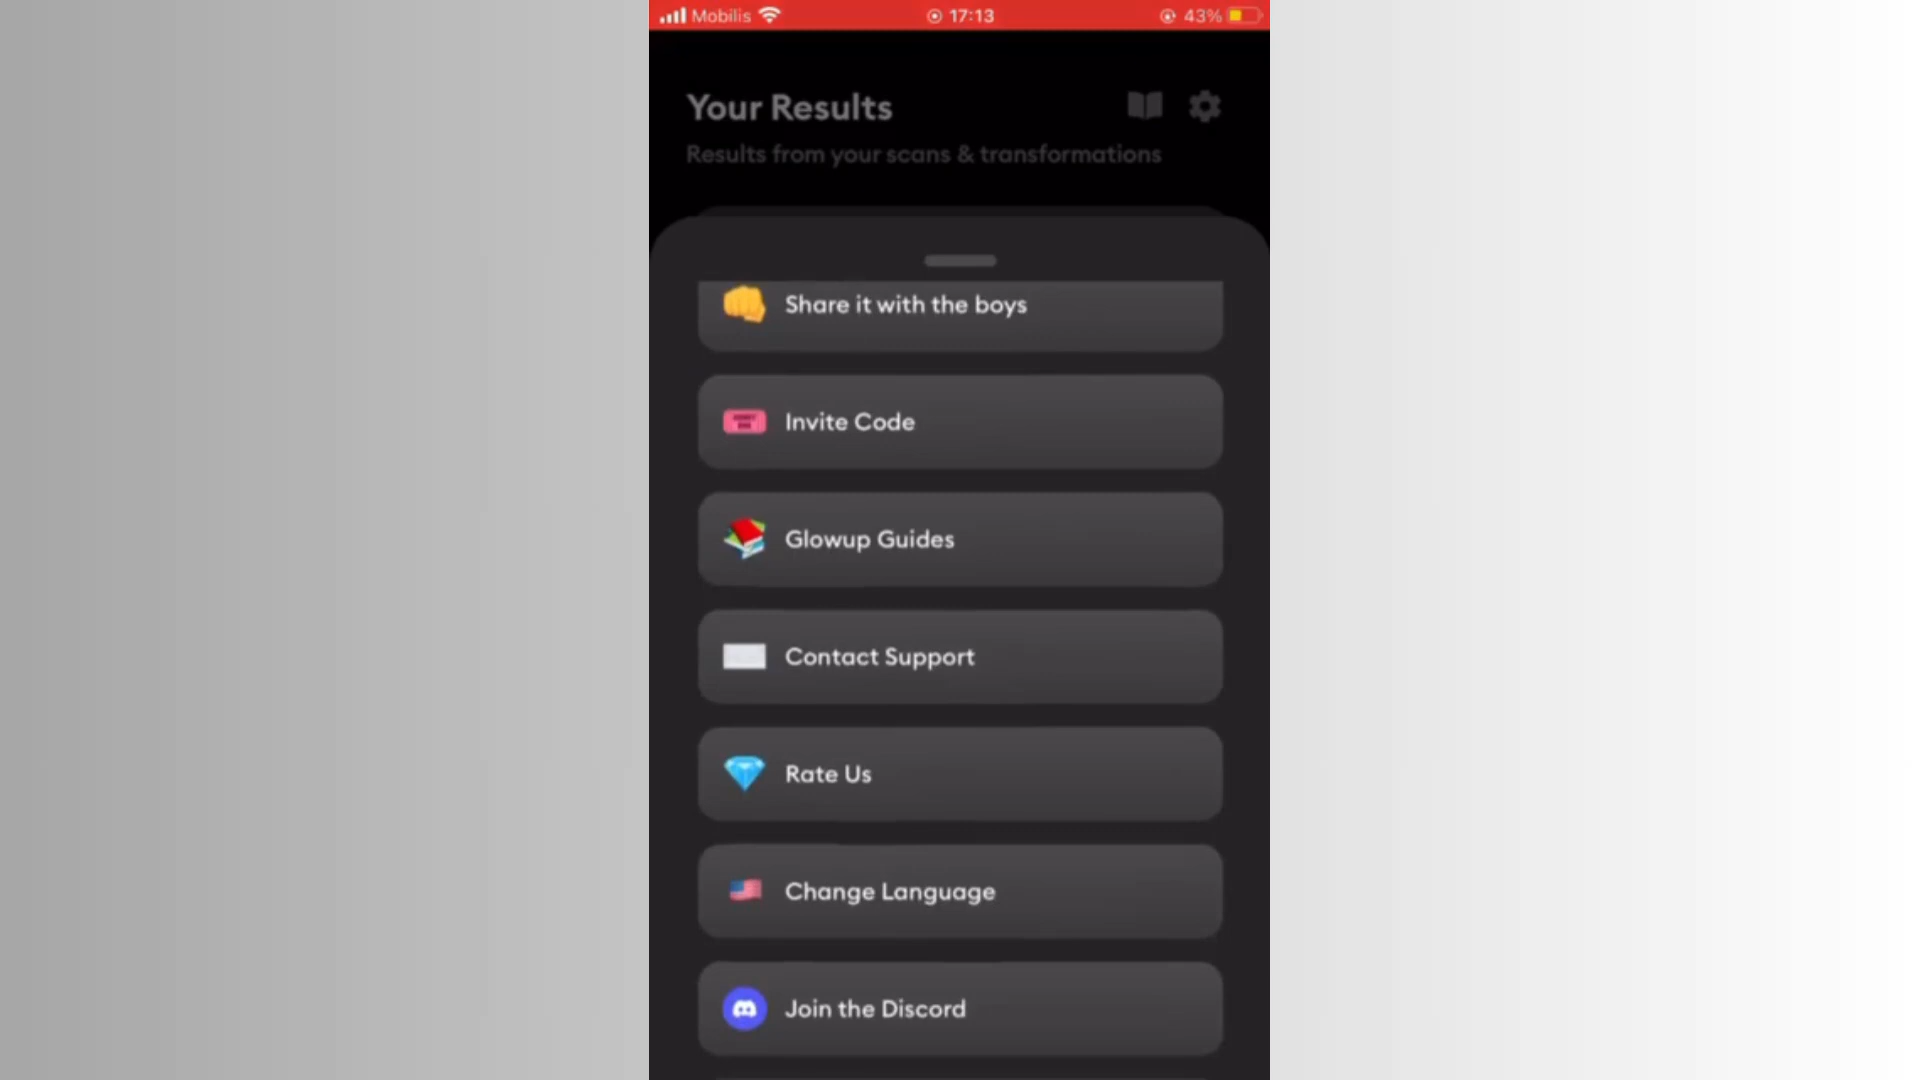 Mobilis 17:13 43%
Your Results
Results from your scans & transformations
Share it with the boys
Invite Code
Glowup Guides
Contact Support
Rate Us
Change Language
Join the Discord